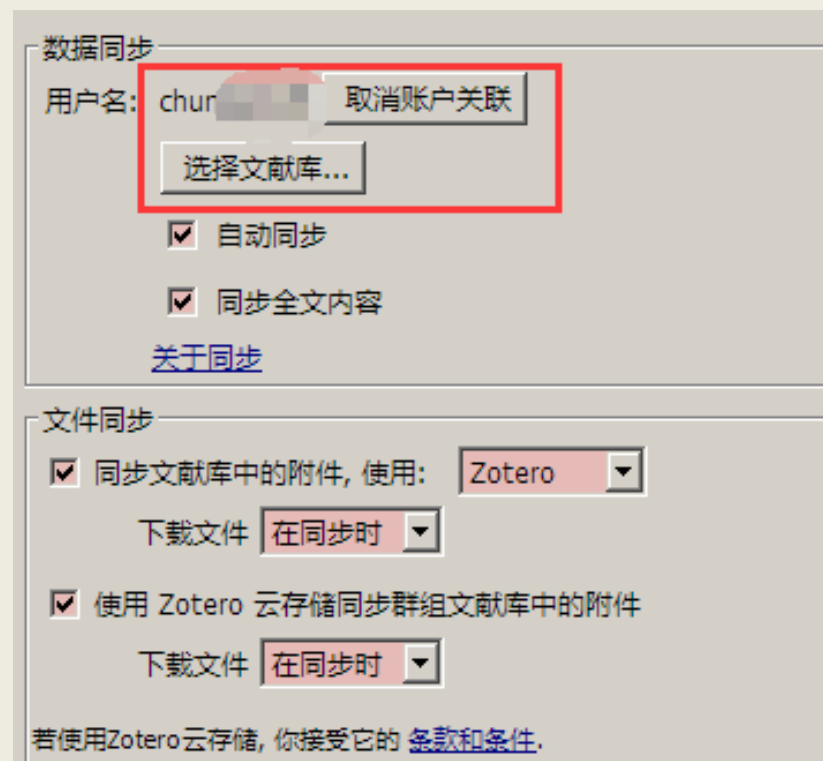 数据同步
用户名: chun 取消账户关联
选择文献库...
自动同步
同步全文内容
关于同步
文件同步
同步文献库中的附件, 使用: Zotero
下载文件 在同步时
使用 Zotero 云存储同步群组文献库中的附件
下载文件 在同步时
若使用Zotero云存储, 你接受它的 条款和条件.